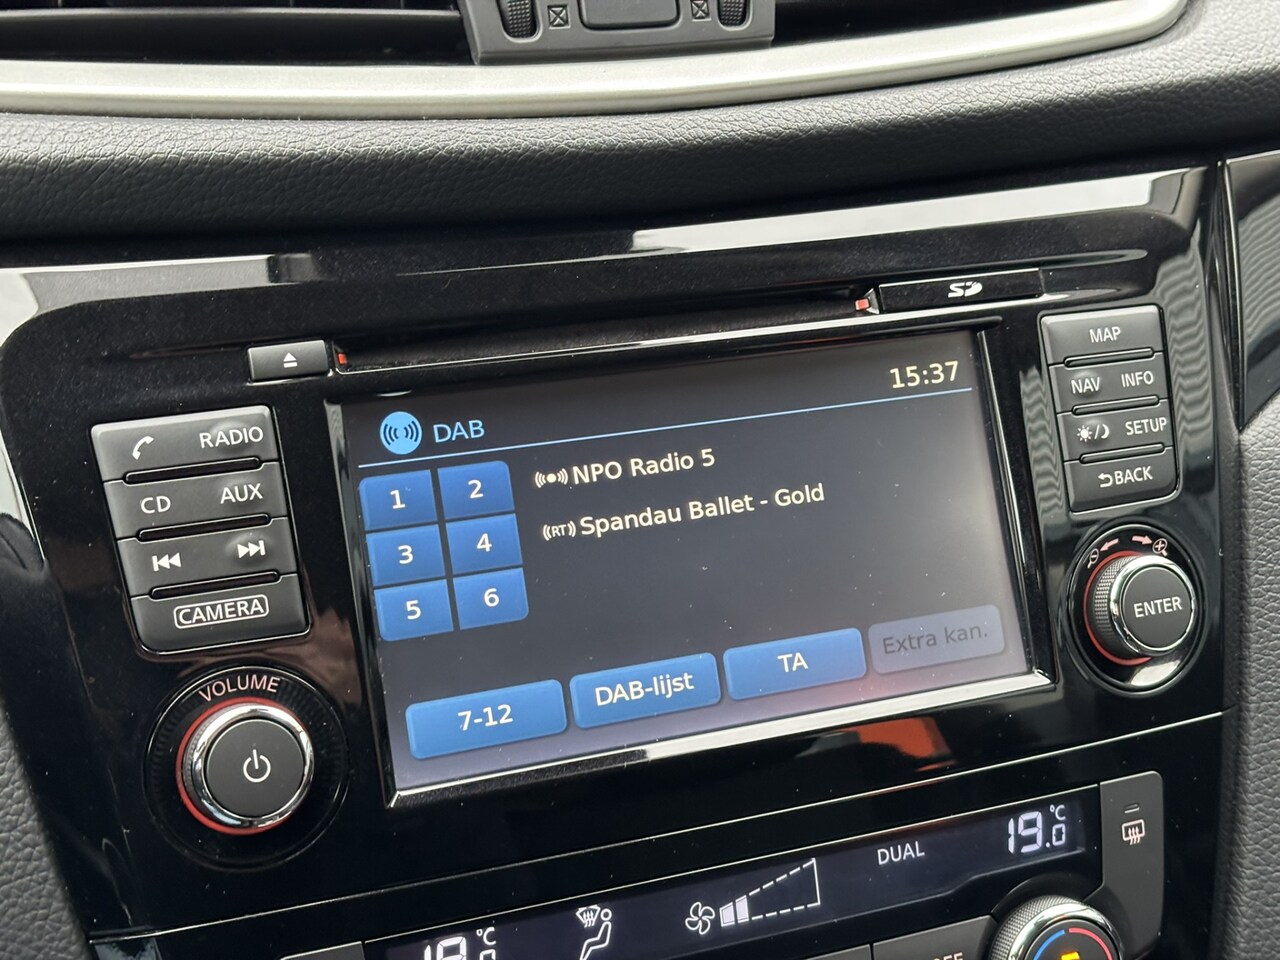 SD
MAP
15:37
NAV INFO
DAB
RADIO
SETUP
NPO Radio 5
BACK
1 2
CD AUX
Spandau Ballet - Gold
(RT)
3 4
5 6
CAMERA
ENTER
Extra kan.
TA
DAB-lijst
7-12
VOLUME
19.0 °C
DUAL
°C